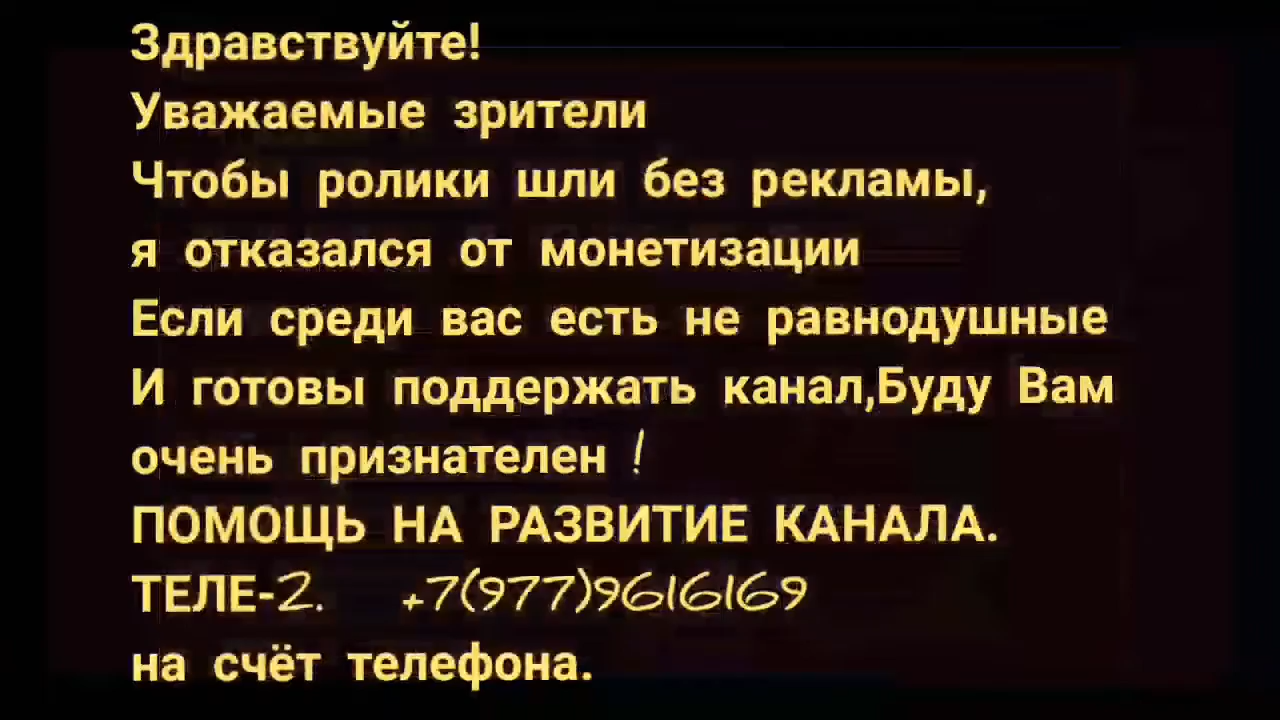 Здравствуйте!
Уважаемые зрители
Чтобы ролики шли без рекламы,
я отказался от монетизации
Если среди вас есть не равнодушные
И готовы поддержать канал,Буду Вам
очень признателен !
ПОМОЩЬ НА РАЗВИТИЕ КАНАЛА.
ТЕЛЕ-2. +7(977)9616169
на счёт телефона.